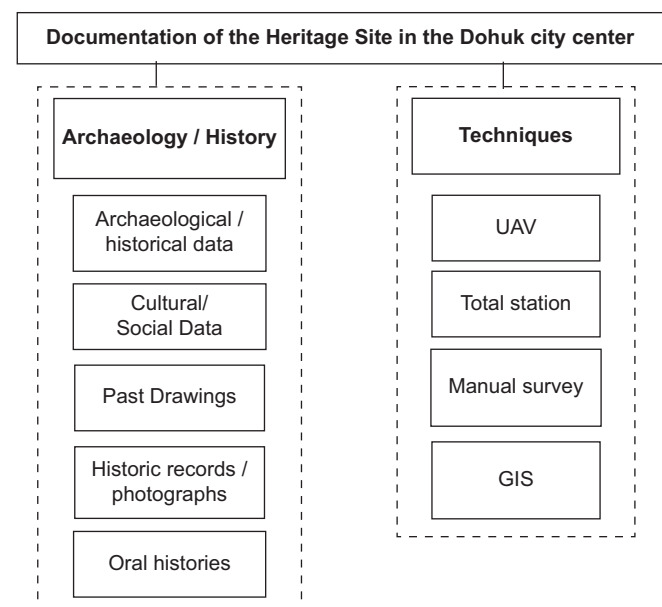 Documentation of the Heritage Site in the Dohuk city center
Archaeology / History
Archaeological /
historical data
Cultural/
Social Data
Past Drawings
Historic records /
photographs
Oral histories
Techniques
UAV
Total station
Manual survey
GIS